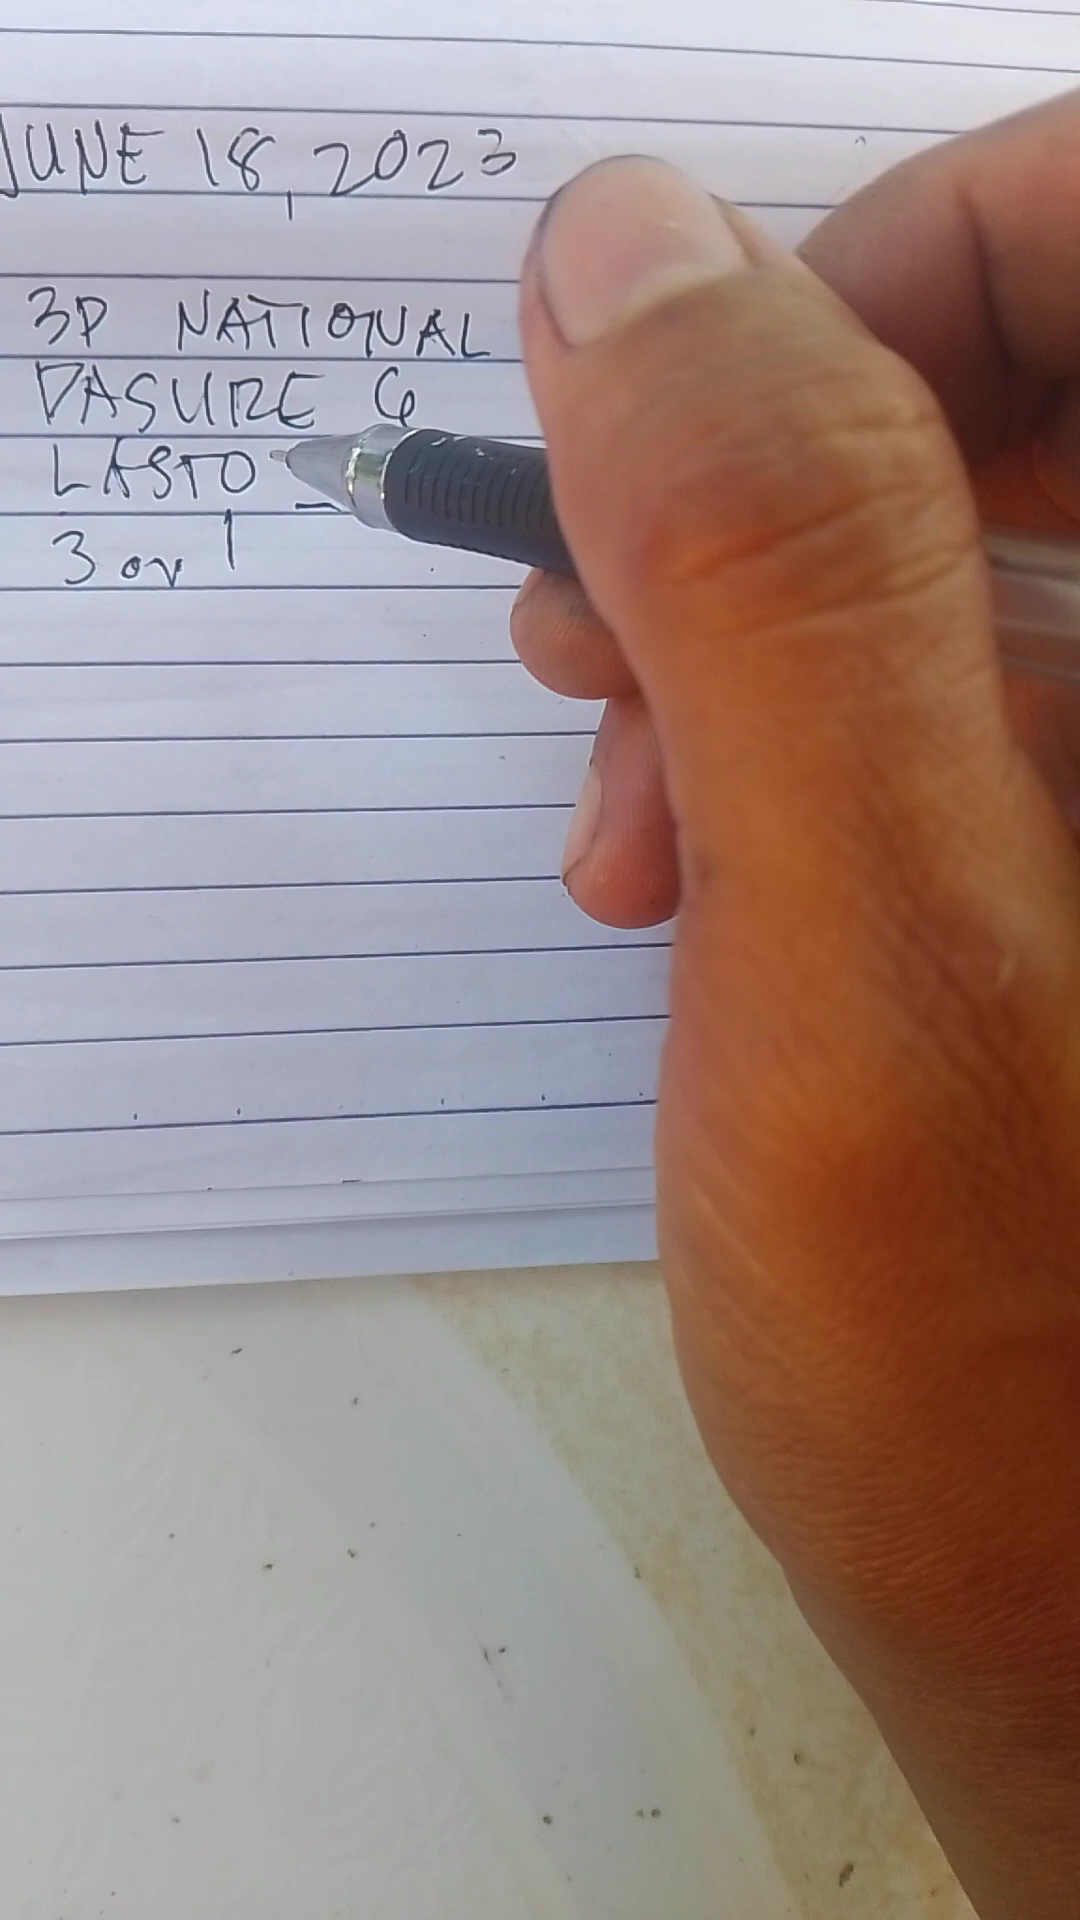 JUNE 18, 2023
3P NATIONAL
PASURE 6
LASTO _
3 or 1